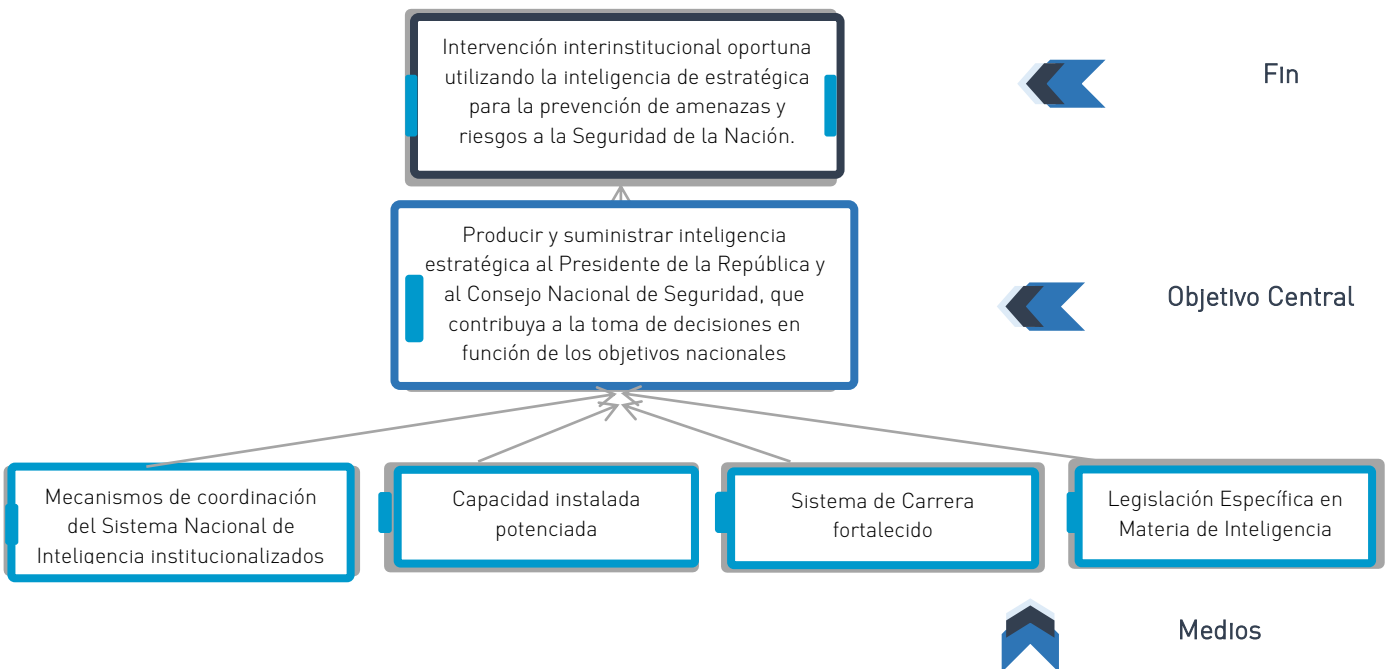 Intervención interinstitucional oportuna
utilizando la inteligencia de estratégica
para la prevención de amenazas y
riesgos a la Seguridad de la Nación.
Fin
Producir y suministrar inteligencia
estratégica al Presidente de la República y
al Consejo Nacional de Seguridad, que
contribuya a la toma de decisiones en
función de los objetivos nacionales
Objetivo Central
Mecanismos de coordinación
del Sistema Nacional de
Inteligencia institucionalizados
Capacidad instalada
potenciada
Sistema de Carrera
fortalecido
Legislación Específica en
Materia de Inteligencia
Medios